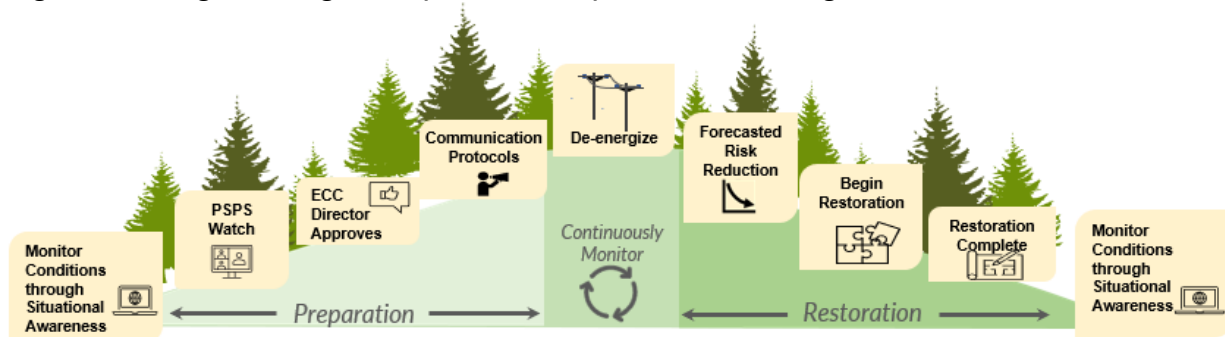 Monitor
Conditions
through
Situational
Awareness
PSPS
Watch
ECC
Director
Approves
Communication
Protocols
De-energize
Forecasted
Risk
Reduction
Begin
Restoration
Restoration
Complete
Monitor
Conditions
through
Situational
Awareness
Preparation
Continuously
Monitor
Restoration